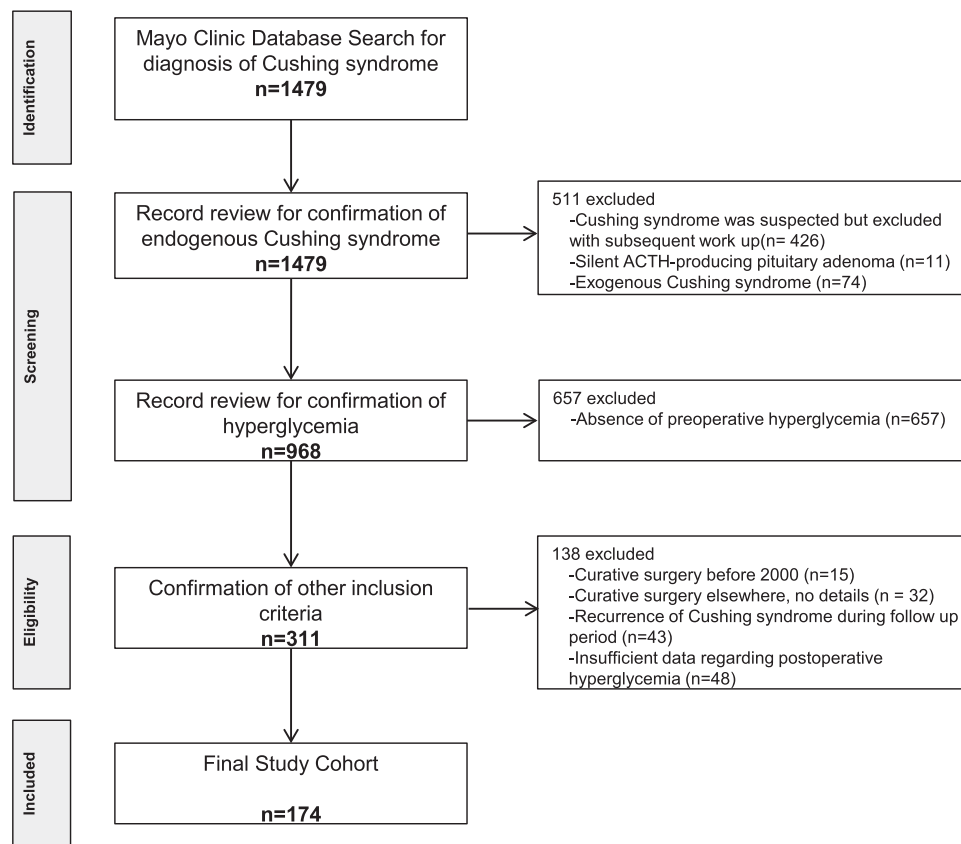 Identification
Mayo Clinic Database Search for
diagnosis of Cushing syndrome
n=1479
Screening
Record review for confirmation of
endogenous Cushing syndrome
n=1479
511 excluded
-Cushing syndrome was suspected but excluded
with subsequent work up(n= 426)
-Silent ACTH-producing pituitary adenoma (n=11)
-Exogenous Cushing syndrome (n=74)
Record review for confirmation of
hyperglycemia
n=968
657 excluded
-Absence of preoperative hyperglycemia (n=657)
Eligibility
Confirmation of other inclusion
criteria
n=311
138 excluded
-Curative surgery before 2000 (n=15)
-Curative surgery elsewhere, no details (n = 32)
-Recurrence of Cushing syndrome during follow up
period (n=43)
-Insufficient data regarding postoperative
hyperglycemia (n=48)
Included
Final Study Cohort
n=174